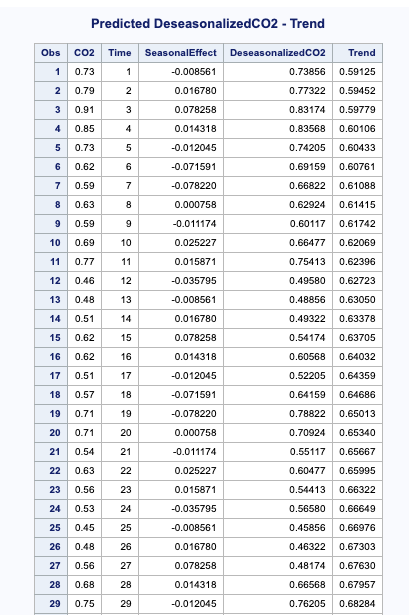 Predicted DeseasonalizedCO2 - Trend
Obs CO2 Time SeasonalEffect DeseasonalizedCO2 Trend
1 0.73 1 -0.008561 0.73856 0.59125
2 0.79 2 0.016780 0.77322 0.59452
3 0.91 3 0.078258 0.83174 0.59779
4 0.85 4 0.014318 0.83568 0.60106
5 0.73 5 -0.012045 0.74205 0.60433
6 0.62 6 -0.071591 0.69159 0.60761
7 0.59 7 -0.078220 0.66822 0.61088
8 0.63 8 0.000758 0.62924 0.61415
9 0.59 9 -0.011174 0.60117 0.61742
10 0.69 10 0.025227 0.66477 0.62069
11 0.77 11 0.015871 0.75413 0.62396
12 0.46 12 -0.035795 0.49580 0.62723
13 0.48 13 -0.008561 0.48856 0.63050
14 0.51 14 0.016780 0.49322 0.63378
15 0.62 15 0.078258 0.54174 0.63705
16 0.62 16 0.014318 0.60568 0.64032
17 0.51 17 -0.012045 0.52205 0.64359
18 0.57 18 -0.071591 0.64159 0.64686
19 0.71 19 -0.078220 0.78822 0.65013
20 0.71 20 0.000758 0.70924 0.65340
21 0.54 21 -0.011174 0.55117 0.65667
22 0.63 22 0.025227 0.60477 0.65995
23 0.56 23 0.015871 0.54413 0.66322
24 0.53 24 -0.035795 0.56580 0.66649
25 0.45 25 -0.008561 0.45856 0.66976
26 0.48 26 0.016780 0.46322 0.67303
27 0.56 27 0.078258 0.48174 0.67630
28 0.68 28 0.014318 0.66568 0.67957
29 0.75 29 -0.012045 0.76205 0.68284